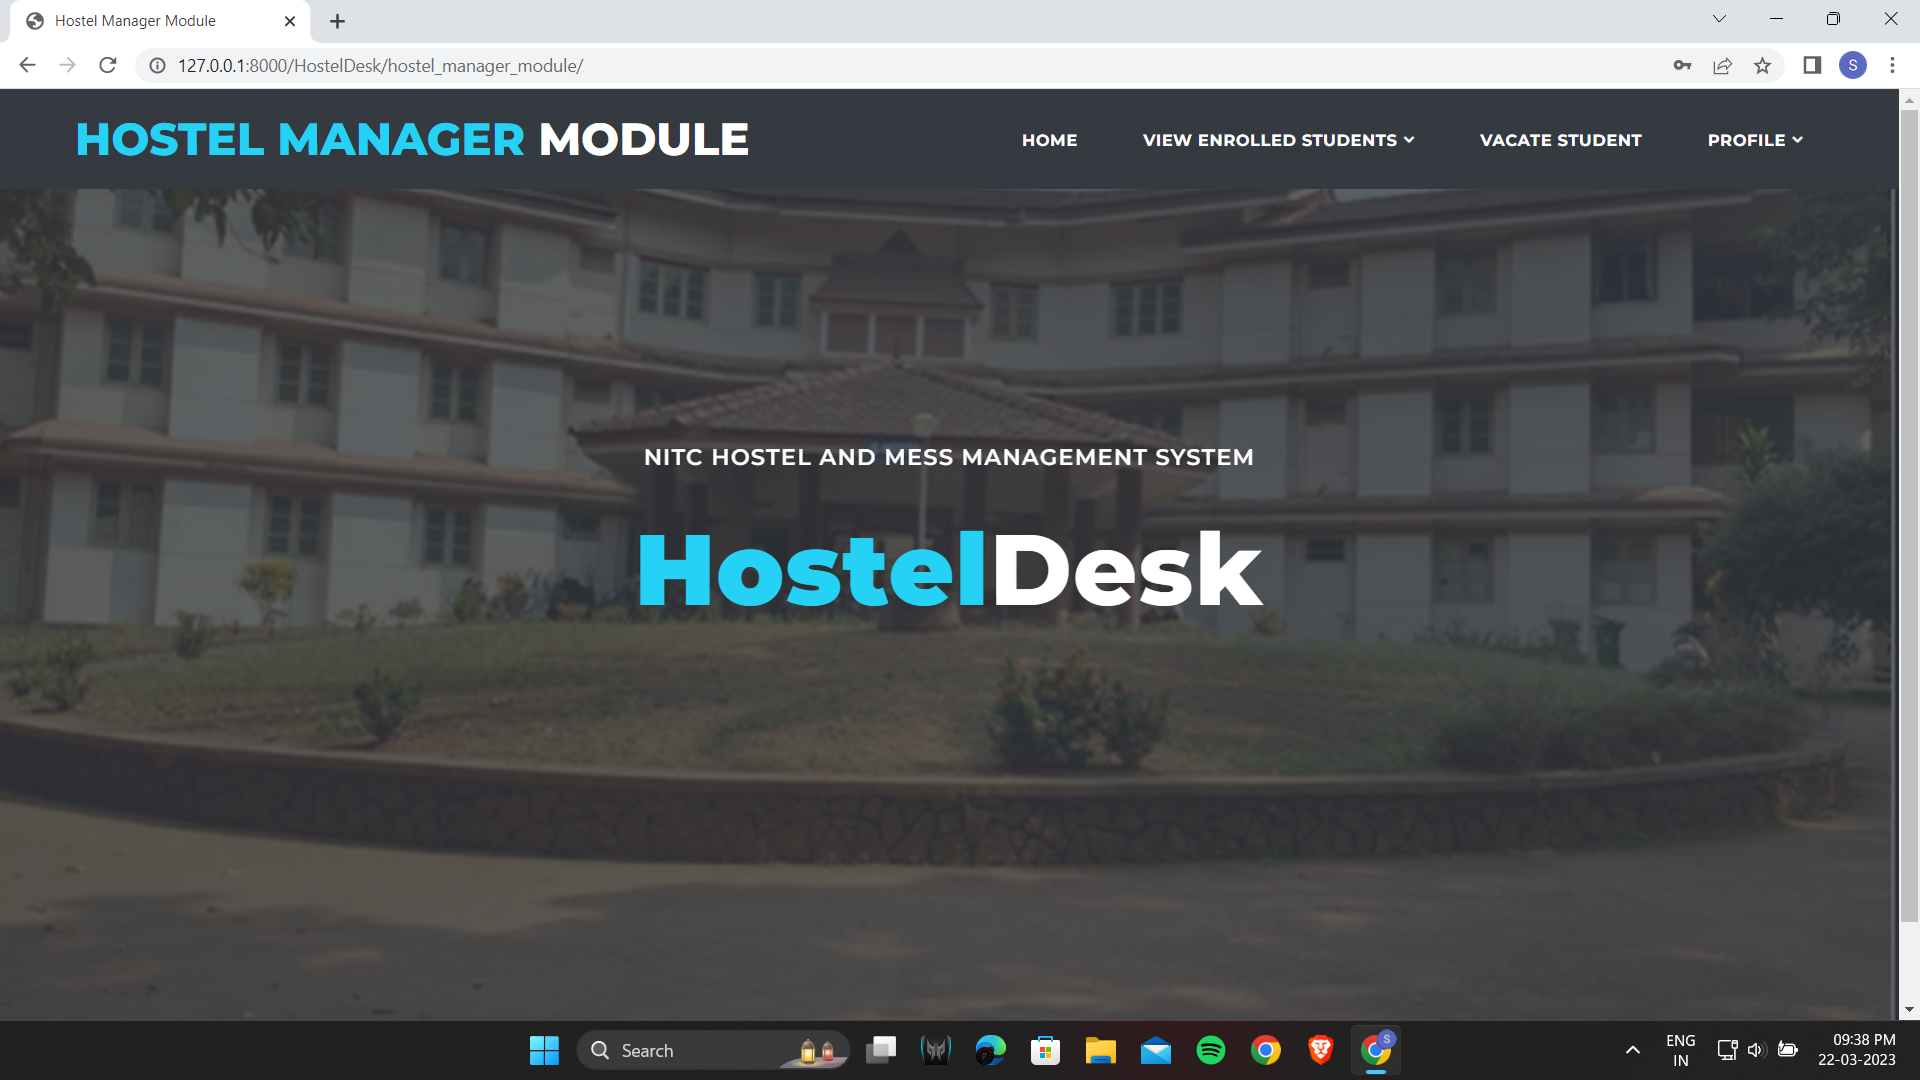 Hostel Manager Module
127.0.0.1:8000/HostelDesk/hostel_manager_module/
S
HOSTEL MANAGER MODULE
HOME
VIEW ENROLLED STUDENTS
VACATE STUDENT
PROFILE
NITC HOSTEL AND MESS MANAGEMENT SYSTEM
HostelDesk
Search
S
ENG
IN
09:38 PM
22-03-2023